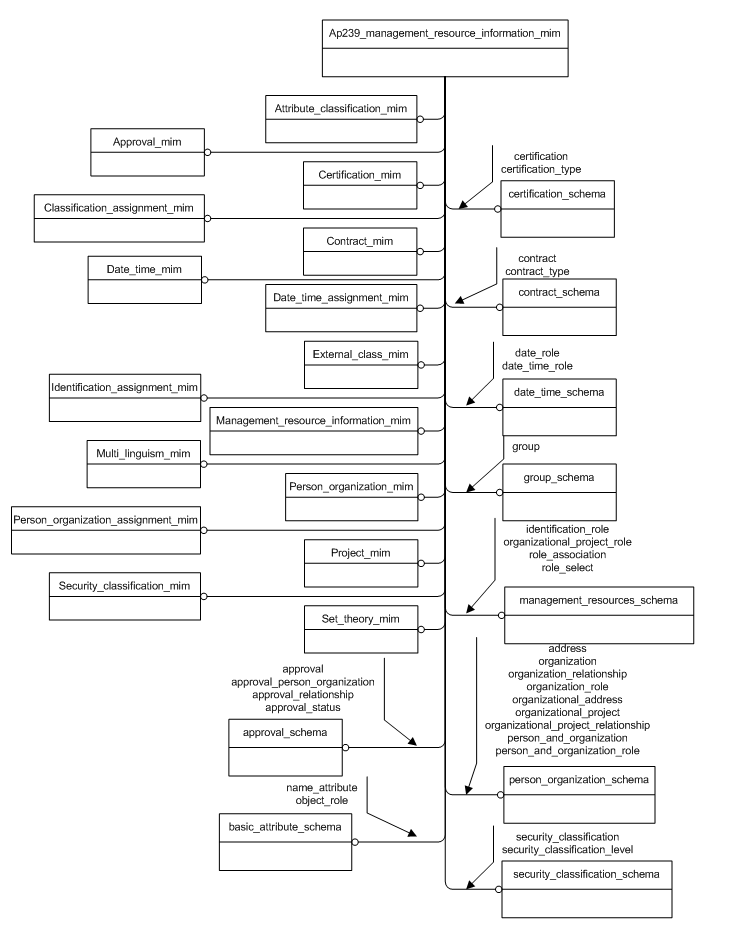 Ap239_management_resource_information_mim
Attribute_classification_mim
Approval_mim
Certification_mim
Classification_assignment_mim
Contract_mim
Date_time_mim
Date_time_assignment_mim
External_class_mim
Identification_assignment_mim
Management_resource_information_mim
Multi_linguism_mim
Person_organization_mim
Person_organization_assignment_mim
Project_mim
Security_classification_mim
Set_theory_mim
approval
approval_person_organization
approval_relationship
approval_status
approval_schema
name_attribute
object_role
basic_attribute_schema
certification
certification_type
certification_schema
contract
contract_type
contract_schema
date_role
date_time_role
date_time_schema
group
group_schema
identification_role
organizational_project_role
role_association
role_select
management_resources_schema
address
organization
organization_relationship
organization_role
organizational_address
organizational_project
organizational_project_relationship
person_and_organization
person_and_organization_role
person_organization_schema
security_classification
security_classification_level
security_classification_schema